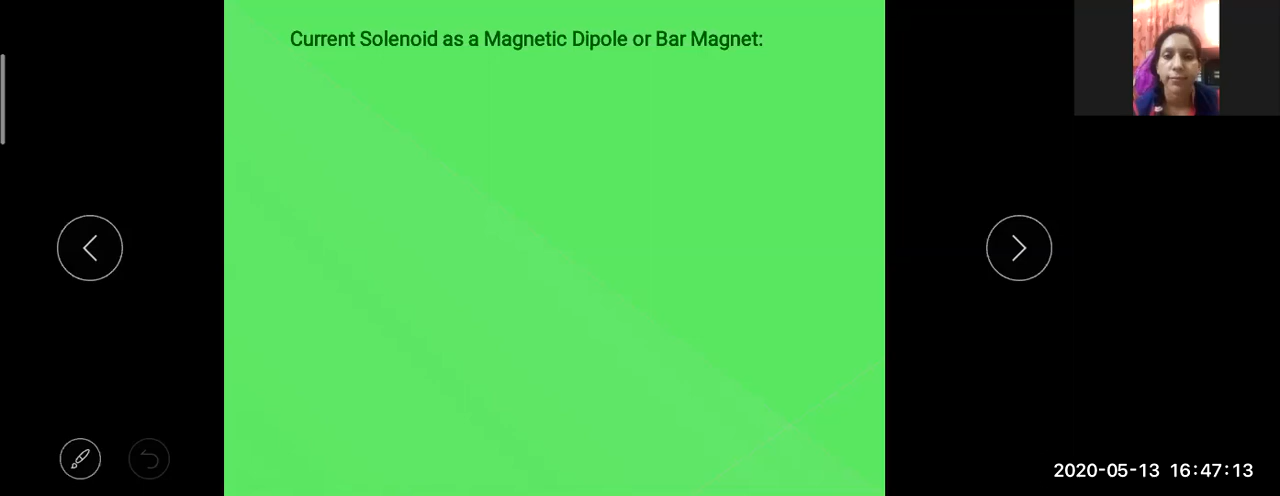 Current Solenoid as a Magnetic Dipole or Bar Magnet:
2020-05-13 16:47:13